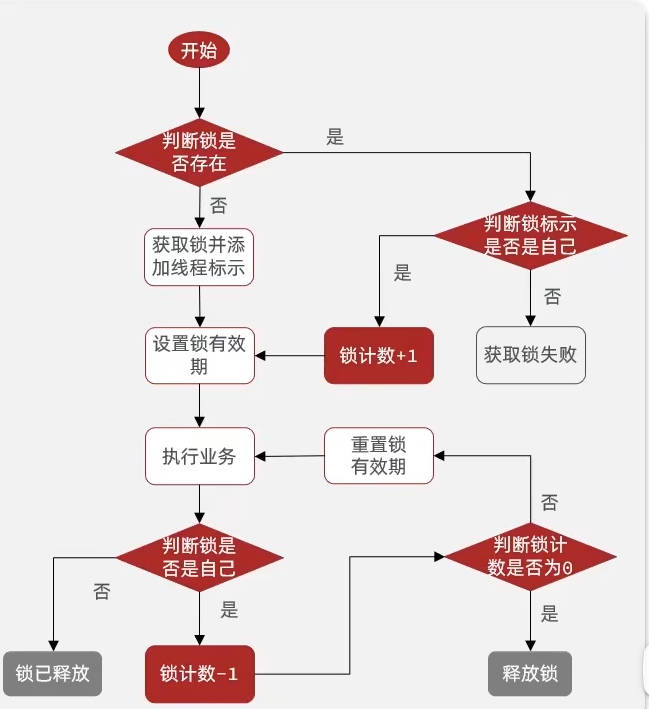 开始
判断锁是
否存在
是
否
判断锁标示
是否是自己
获取锁并添
加线程标示
是
否
设置锁有效
期
锁计数+1
获取锁失败
执行业务
重置锁
有效期
否
判断锁是
否是自己
判断锁计
数是否为0
否
是
是
锁已释放
锁计数-1
释放锁